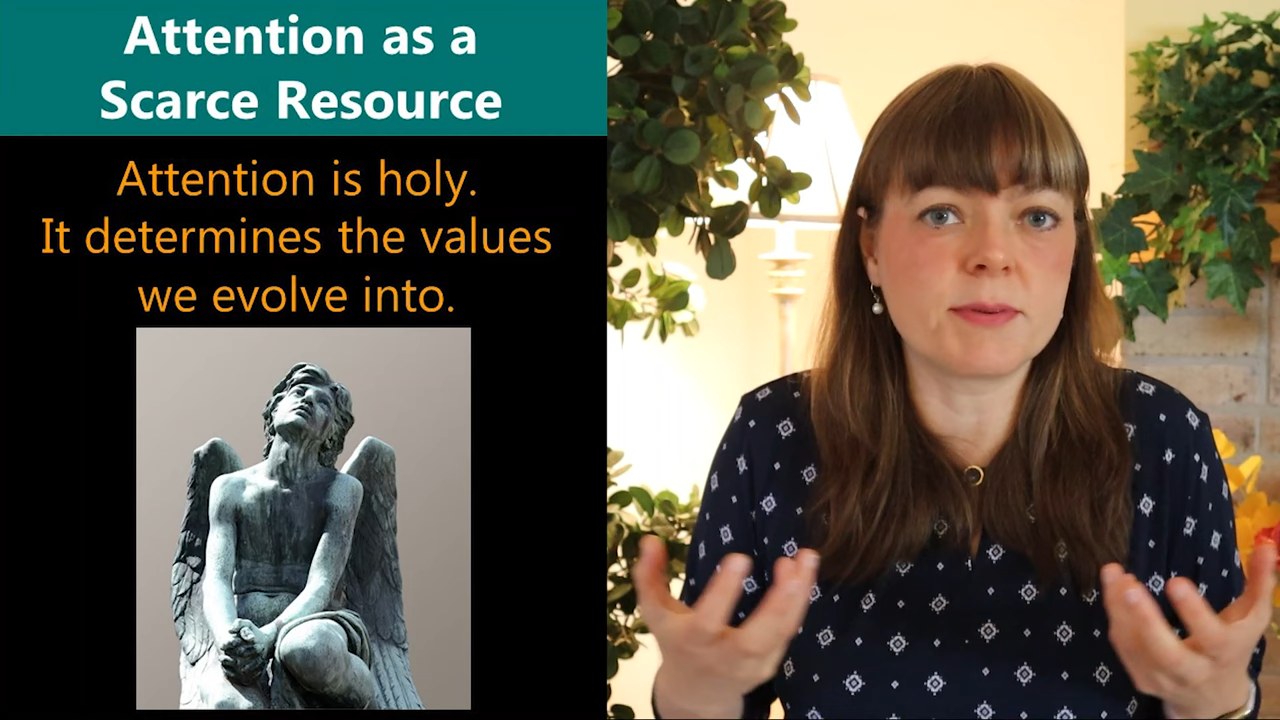 Attention as a
Scarce Resource
Attention is holy.
It determines the values
we evolve into.